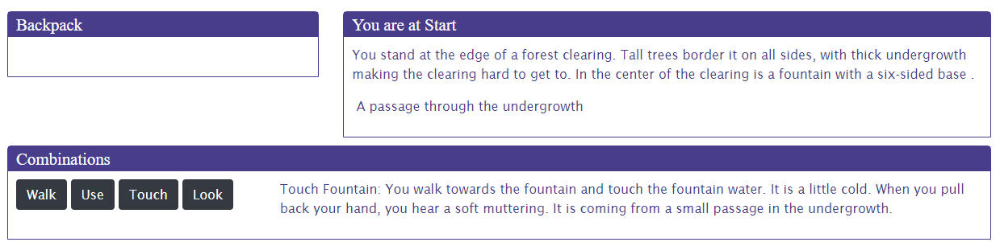 Backpack
You are at Start
You stand at the edge of a forest clearing. Tall trees border it on all sides, with thick undergrowth
making the clearing hard to get to. In the center of the clearing is a fountain with a six-sided base .
A passage through the undergrowth
Combinations
Walk Use Touch Look
Touch Fountain: You walk towards the fountain and touch the fountain water. It is a little cold. When you pull
back your hand, you hear a soft muttering. It is coming from a small passage in the undergrowth.